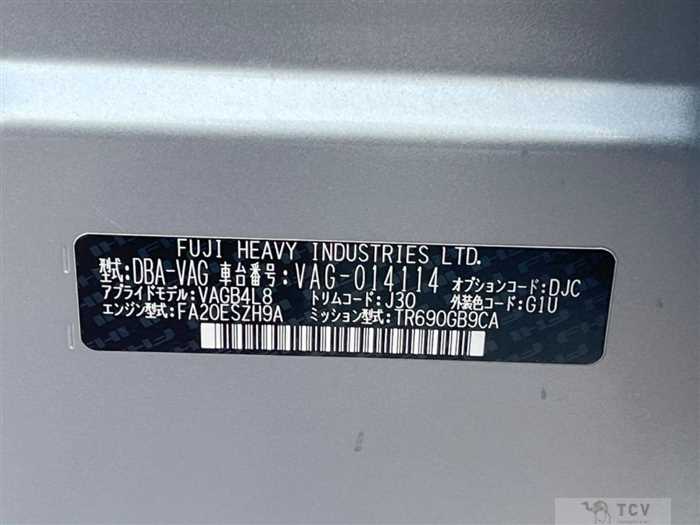 FUJI HEAVY INDUSTRIES LTD.
型式:DBA-VAG 車台番号:VAG-014114 オプションコード:DJC
アプライドモデル:VAGB4L8 トリムコード:J30 外装色コード:G1U
エンジン型式:FA20ESZH9A ミッション型式:TR690GB9CA
TCV